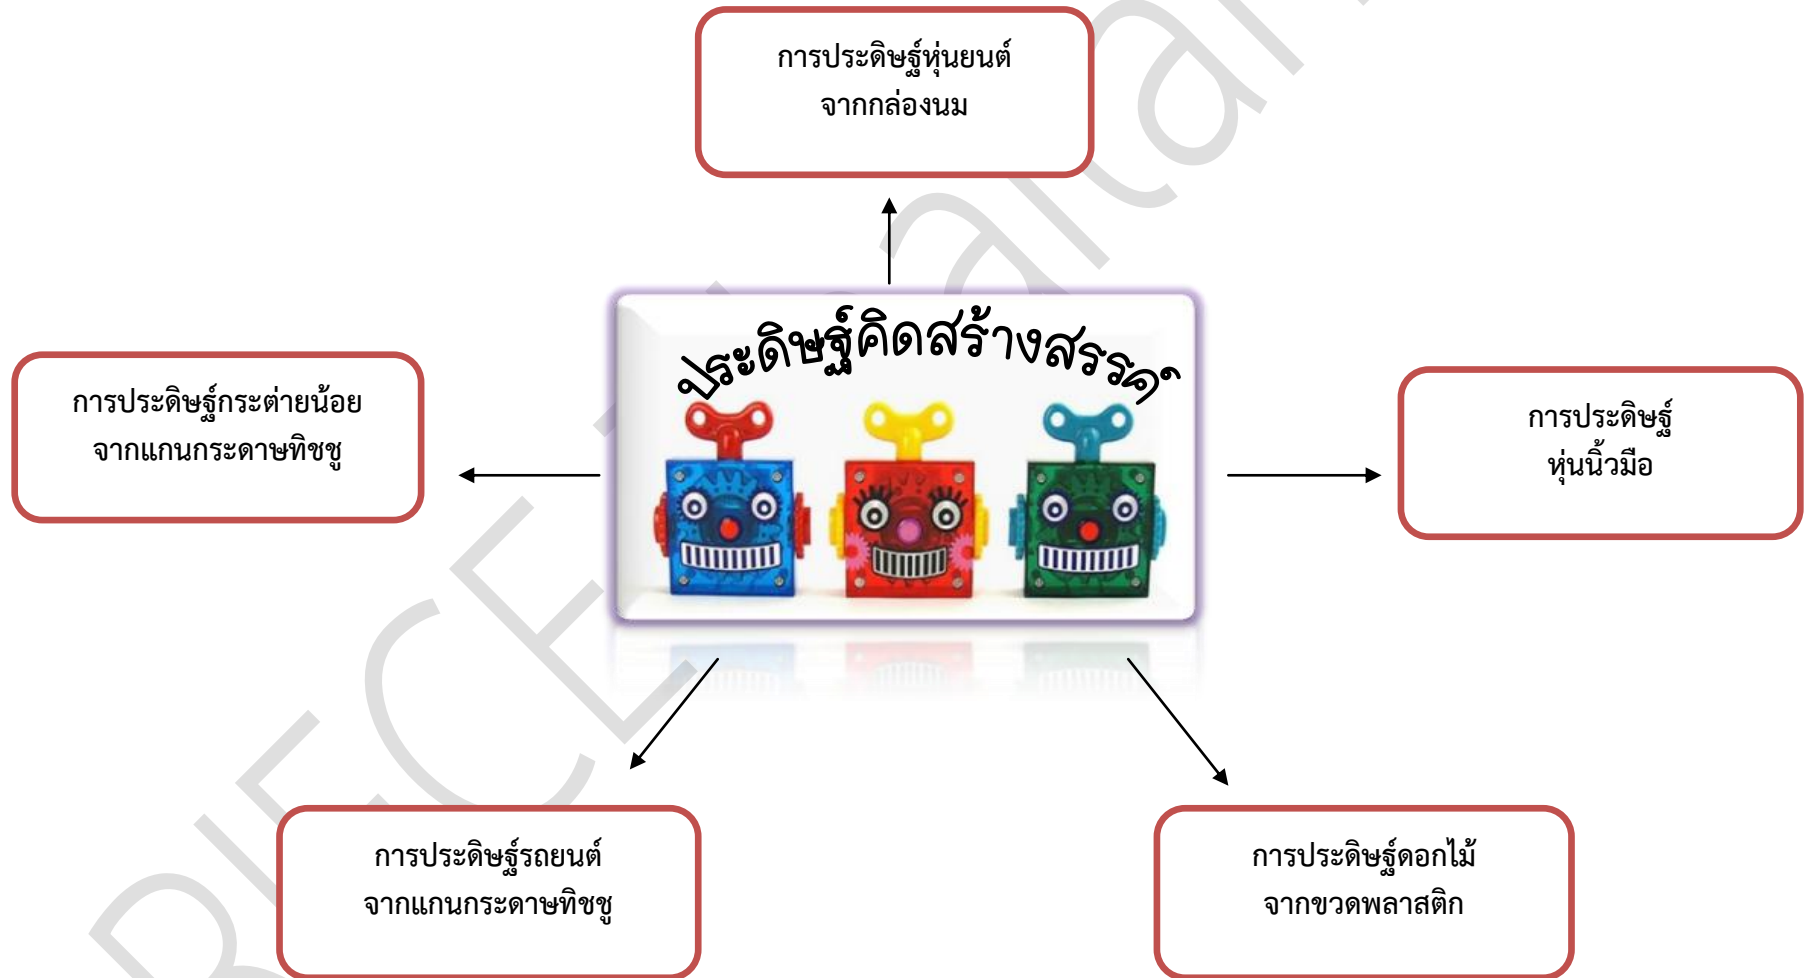 การประดิษฐ์หุ่นยนต์
จากกล่องนม
ประดิษฐ์คิดสร้างสรรค์
การประดิษฐ์กระต่ายน้อย
จากแกนกระดาษทิชชู
การประดิษฐ์
หุ่นนิ้วมือ
การประดิษฐ์รถยนต์
จากแกนกระดาษทิชชู
การประดิษฐ์ดอกไม้
จากขวดพลาสติก